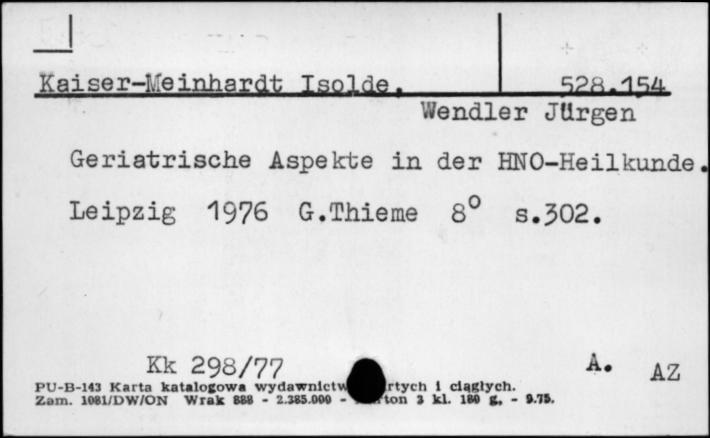 Kaiser-Meinhardt Isolde. 528.154
Wendler Jürgen
Geriatrische Aspekte in der HNO-Heilkunde.
Leipzig 1976 G.Thieme 8⁰ s.302.
Kk 298/77 A. AZ
PU-B-143 Karta katalogowa wydawnictw rtych i ciągłych.
Zam. 1081/DW/ON Wrak 888 - 2.385.000 - rton 3 kl. 180 g. - 9.75.